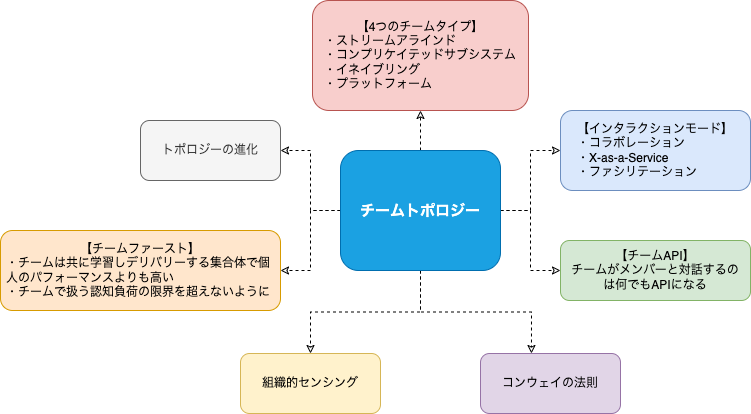 【4つのチームタイプ】
・ストリームアラインド
・コンプリケイテッドサブシステム
・イネイブリング
・プラットフォーム
トポロジーの進化
【インタラクションモード】
・コラボレーション
・X-as-a-Service
・ファシリテーション
チームトポロジー
【チームファースト】
・チームは共に学習しデリバリーする集合体で個
人のパフォーマンスよりも高い
・チームで扱う認知負荷の限界を超えないように
【チームAPI】
チームがメンバーと対話するの
は何でもAPIになる
組織的センシング
コンウェイの法則